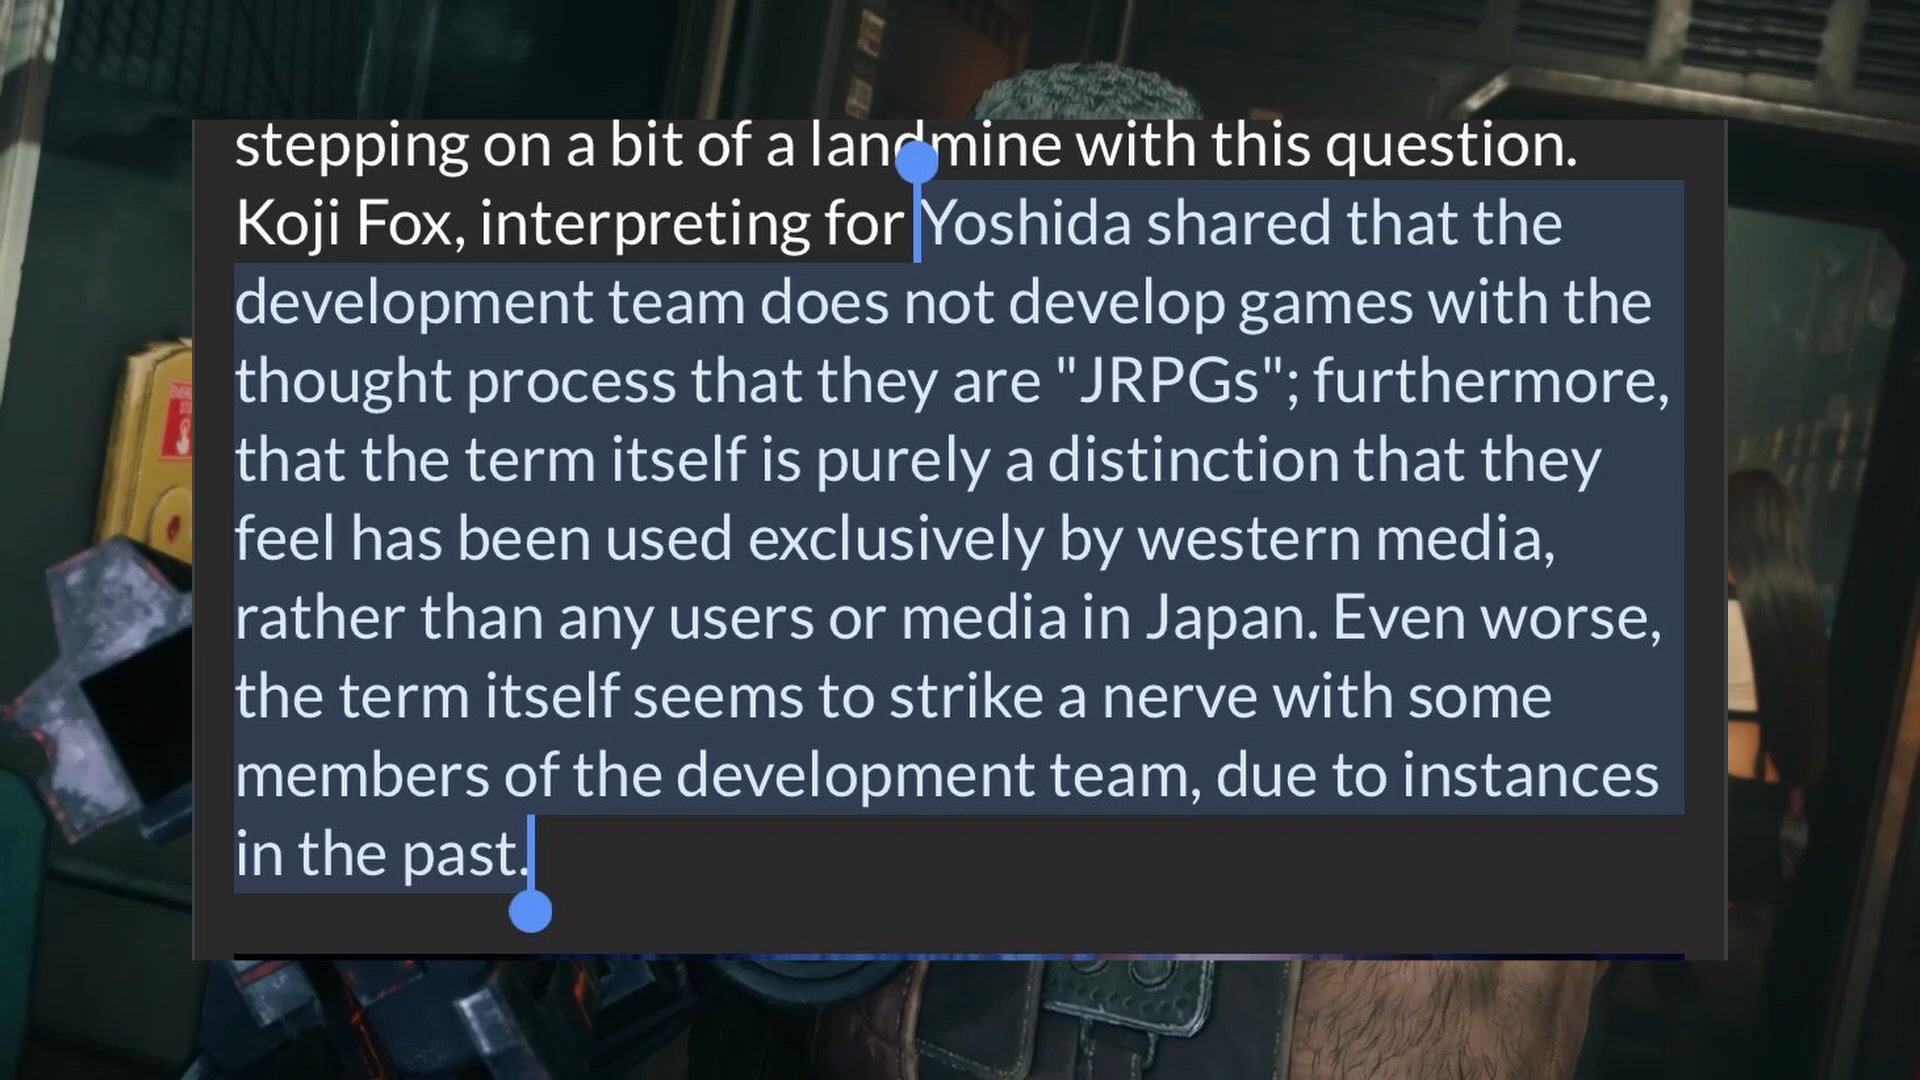 stepping on a bit of a landmine with this question.
Koji Fox, interpreting for Yoshida shared that the
development team does not develop games with the
thought process that they are "JRPGs"; furthermore,
that the term itself is purely a distinction that they
feel has been used exclusively by western media,
rather than any users or media in Japan. Even worse,
the term itself seems to strike a nerve with some
members of the development team, due to instances
in the past.